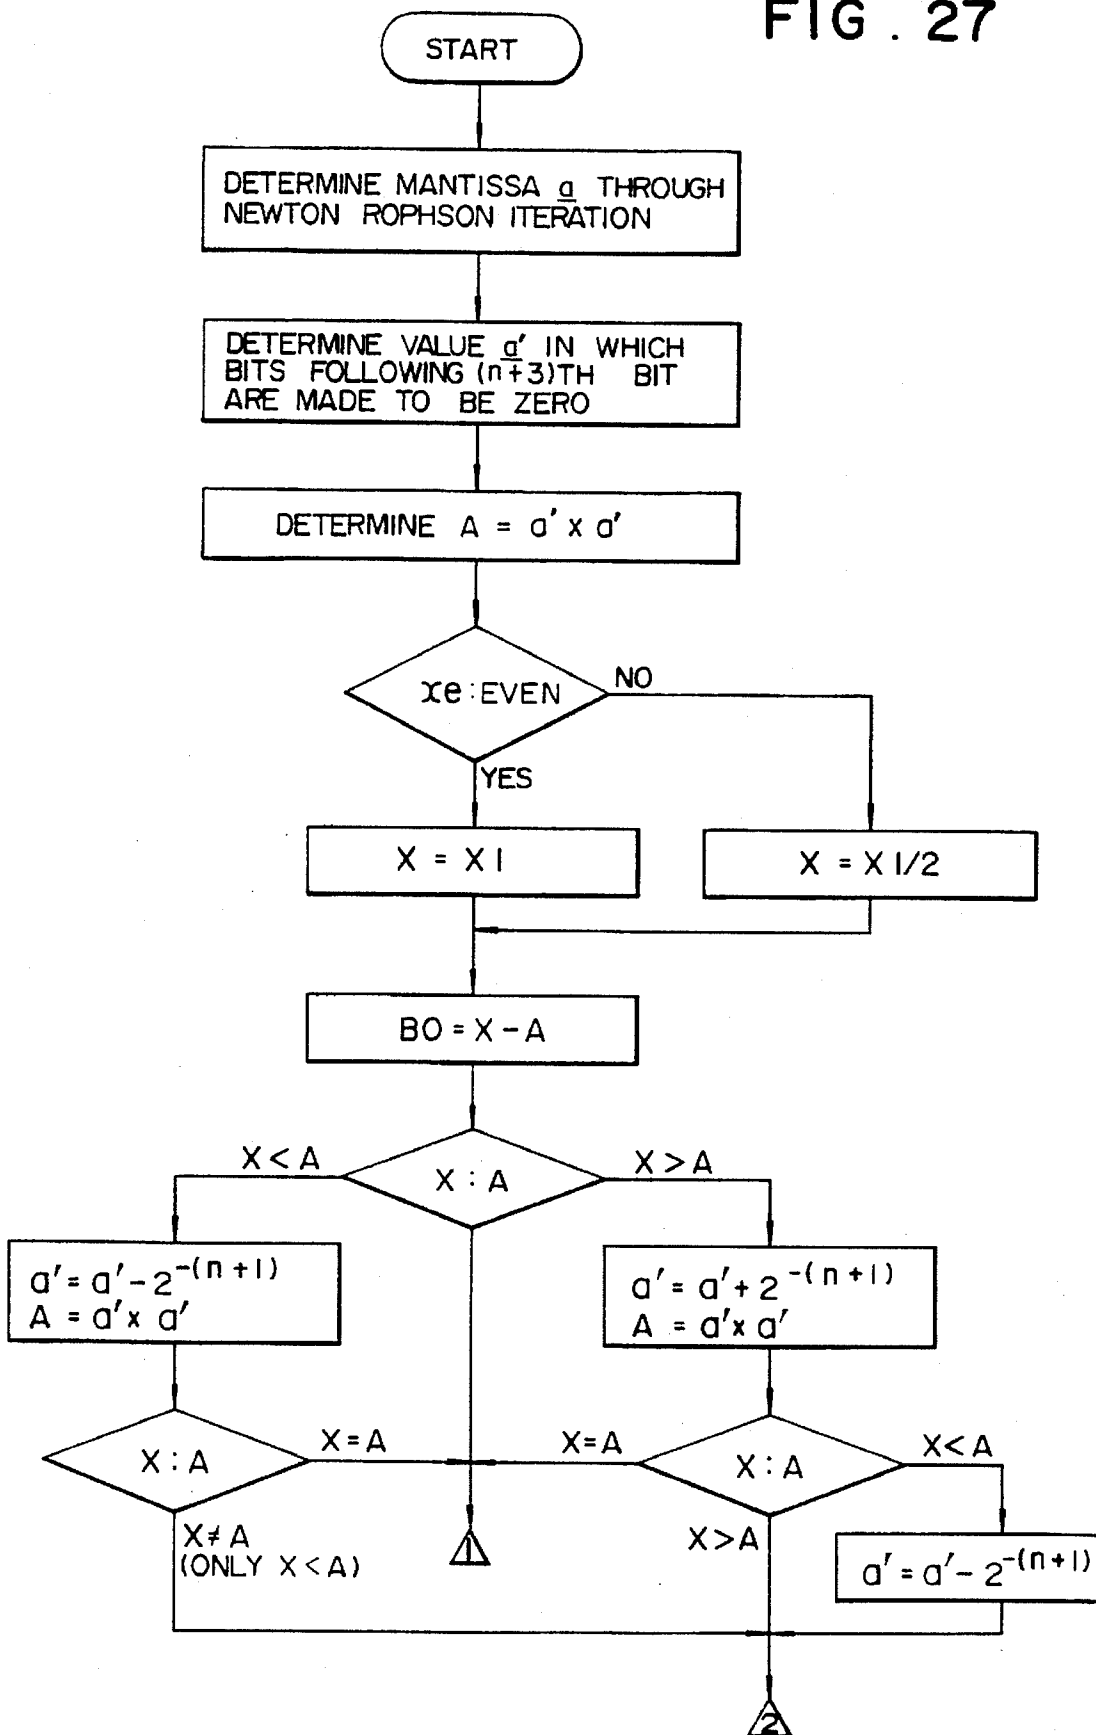 FIG. 27
START
DETERMINE MANTISSA a THROUGH
NEWTON ROPHSON ITERATION
DETERMINE VALUE a' IN WHICH
BITS FOLLOWING (n+3)TH BIT
ARE MADE TO BE ZERO
DETERMINE A = a' x a'
xe : EVEN
NO
YES
X = X1
X = X1/2
B0 = X - A
X < A
X : A
X > A
a' = a' - 2^-(n+1)
A = a' x a'
a' = a' + 2^-(n+1)
A = a' x a'
X : A
X = A
X = A
X : A
X < A
X ≠ A
(ONLY X < A)
1
X > A
a' = a' - 2^-(n+1)
2